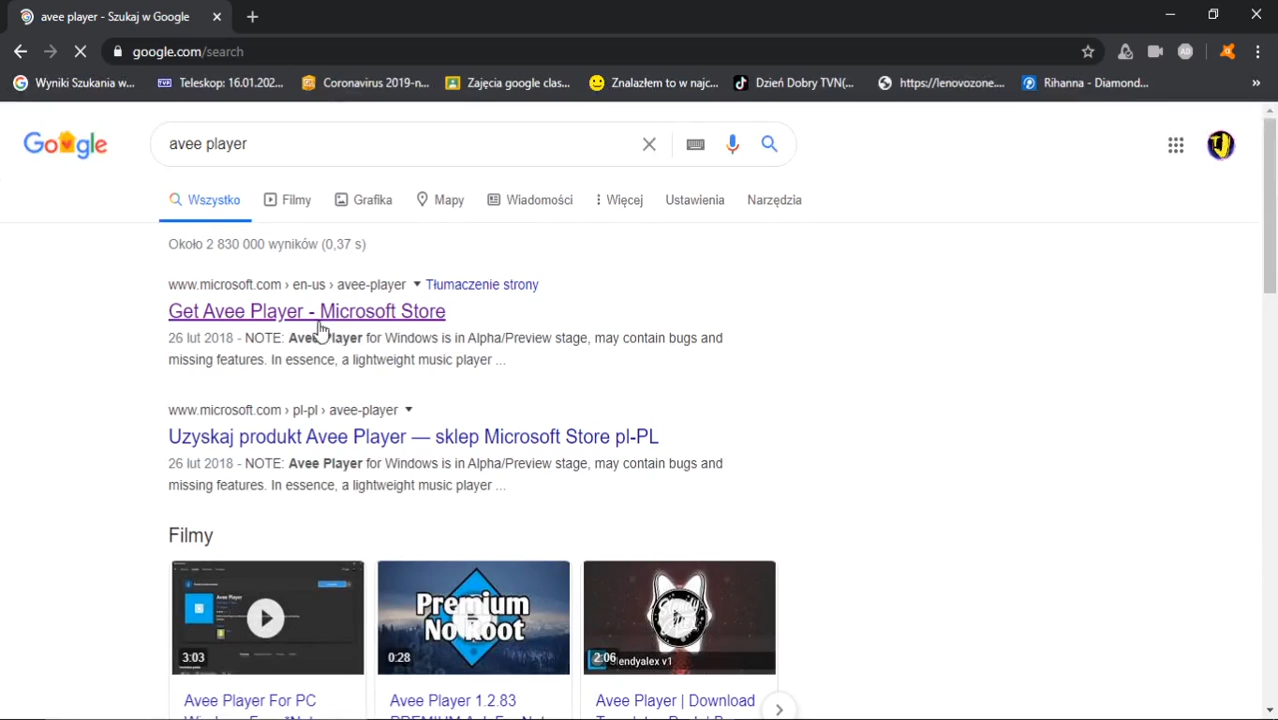 avee player - Szukaj w Google
google.com/search
Wyniki Szukania w...
Teleskop: 16.01.202...
Coronavirus 2019-n...
Zajęcia google clas...
Znalazłem to w najc...
Dzień Dobry TVN(...
https://lenovozone....
Rihanna - Diamond...
Google
avee player
Wszystko
Filmy
Grafika
Mapy
Wiadomości
Więcej
Ustawienia
Narzędzia
Około 2 830 000 wyników (0,37 s)
www.microsoft.com › en-us › avee-player
Tłumaczenie strony
Get Avee Player - Microsoft Store
26 lut 2018 - NOTE: Avee Player for Windows is in Alpha/Preview stage, may contain bugs and
missing features. In essence, a lightweight music player ...
www.microsoft.com › pl-pl › avee-player
Uzyskaj produkt Avee Player — sklep Microsoft Store pl-PL
26 lut 2018 - NOTE: Avee Player for Windows is in Alpha/Preview stage, may contain bugs and
missing features. In essence, a lightweight music player ...
Filmy
Avee Player
3:03
Premium
No Root
0:28
2:06
endyalex v1
Avee Player For PC
Avee Player 1.2.83
Avee Player | Download